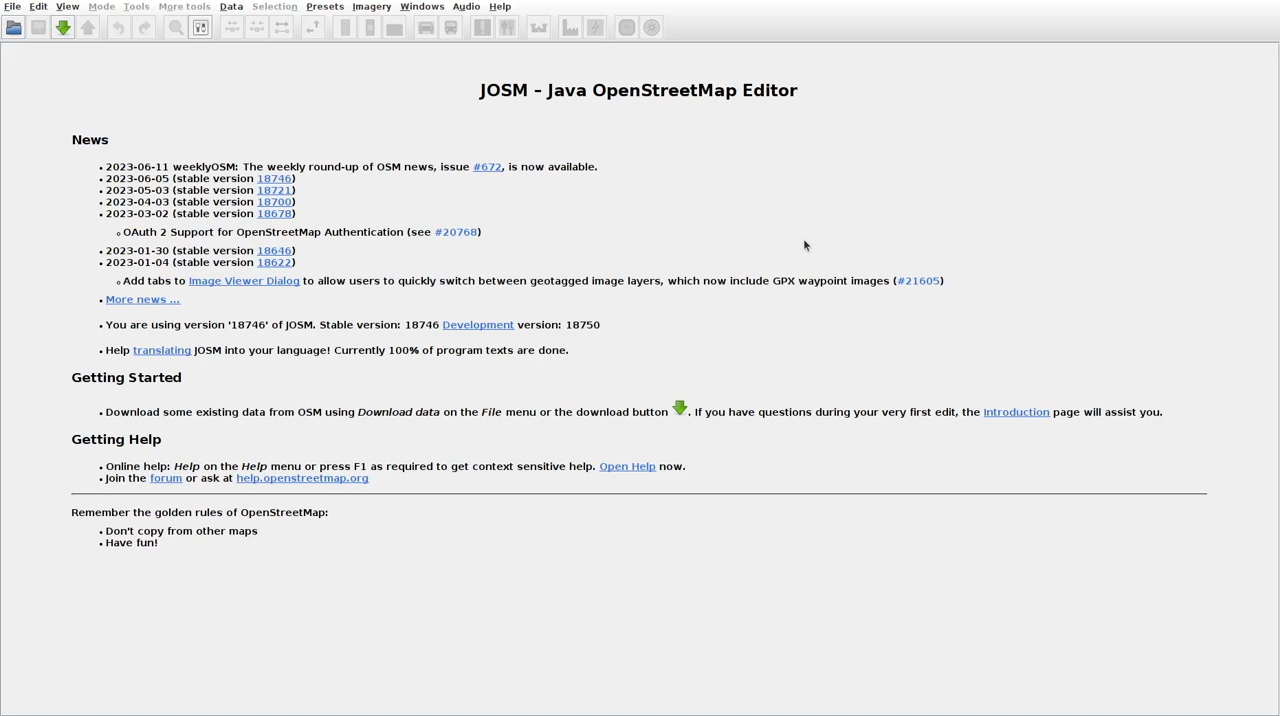 File Edit View Mode Tools More tools Data Selection Presets Imagery Windows Audio Help
JOSM – Java OpenStreetMap Editor
News
2023-06-11 weeklyOSM: The weekly round-up of OSM news, issue #672, is now available.
2023-06-05 (stable version 18746)
2023-05-03 (stable version 18721)
2023-04-03 (stable version 18700)
2023-03-02 (stable version 18678)
OAuth 2 Support for OpenStreetMap Authentication (see #20768)
2023-01-30 (stable version 18646)
2023-01-04 (stable version 18622)
Add tabs to Image Viewer Dialog to allow users to quickly switch between geotagged image layers, which now include GPX waypoint images (#21605)
More news ...
You are using version '18746' of JOSM. Stable version: 18746 Development version: 18750
Help translating JOSM into your language! Currently 100% of program texts are done.
Getting Started
Download some existing data from OSM using Download data on the File menu or the download button . If you have questions during your very first edit, the Introduction page will assist you.
Getting Help
Online help: Help on the Help menu or press F1 as required to get context sensitive help. Open Help now.
Join the forum or ask at help.openstreetmap.org
Remember the golden rules of OpenStreetMap:
Don't copy from other maps
Have fun!